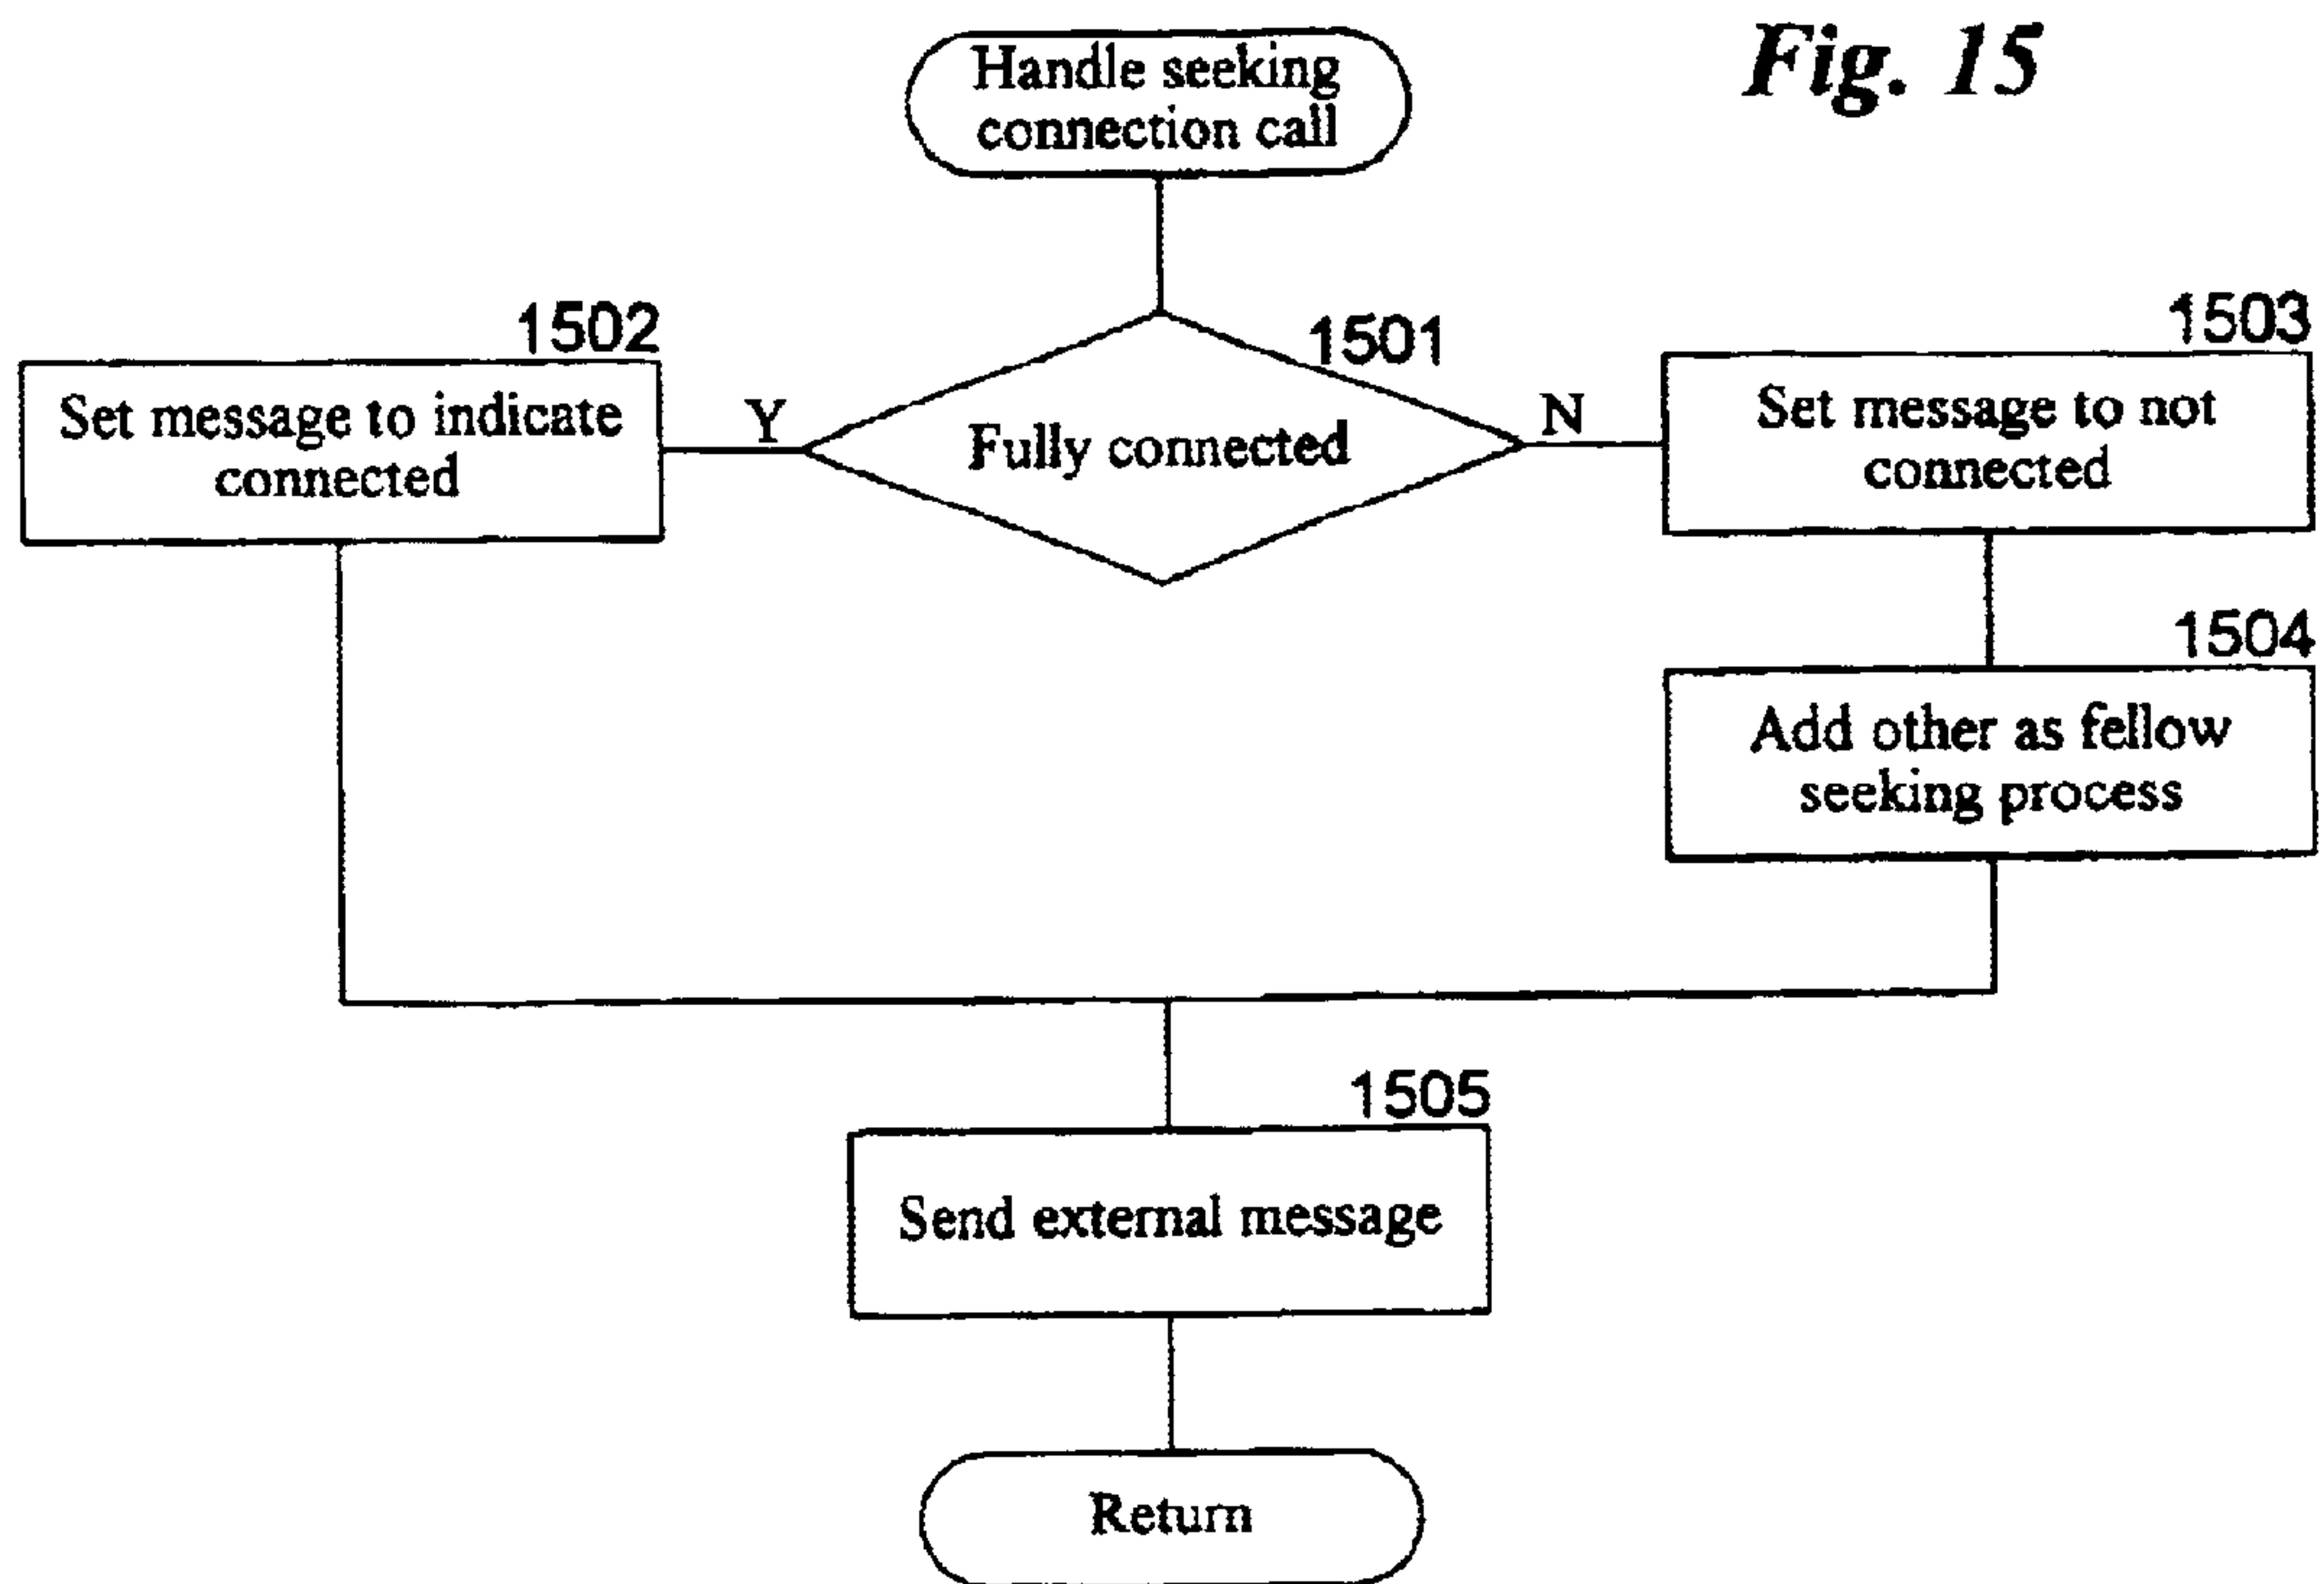 Fig. 15
Handle seeking
connection call
1501
Fully connected
Y
N
1502
Set message to indicate
connected
1503
Set message to not
connected
1504
Add other as fellow
seeking process
1505
Send external message
Return